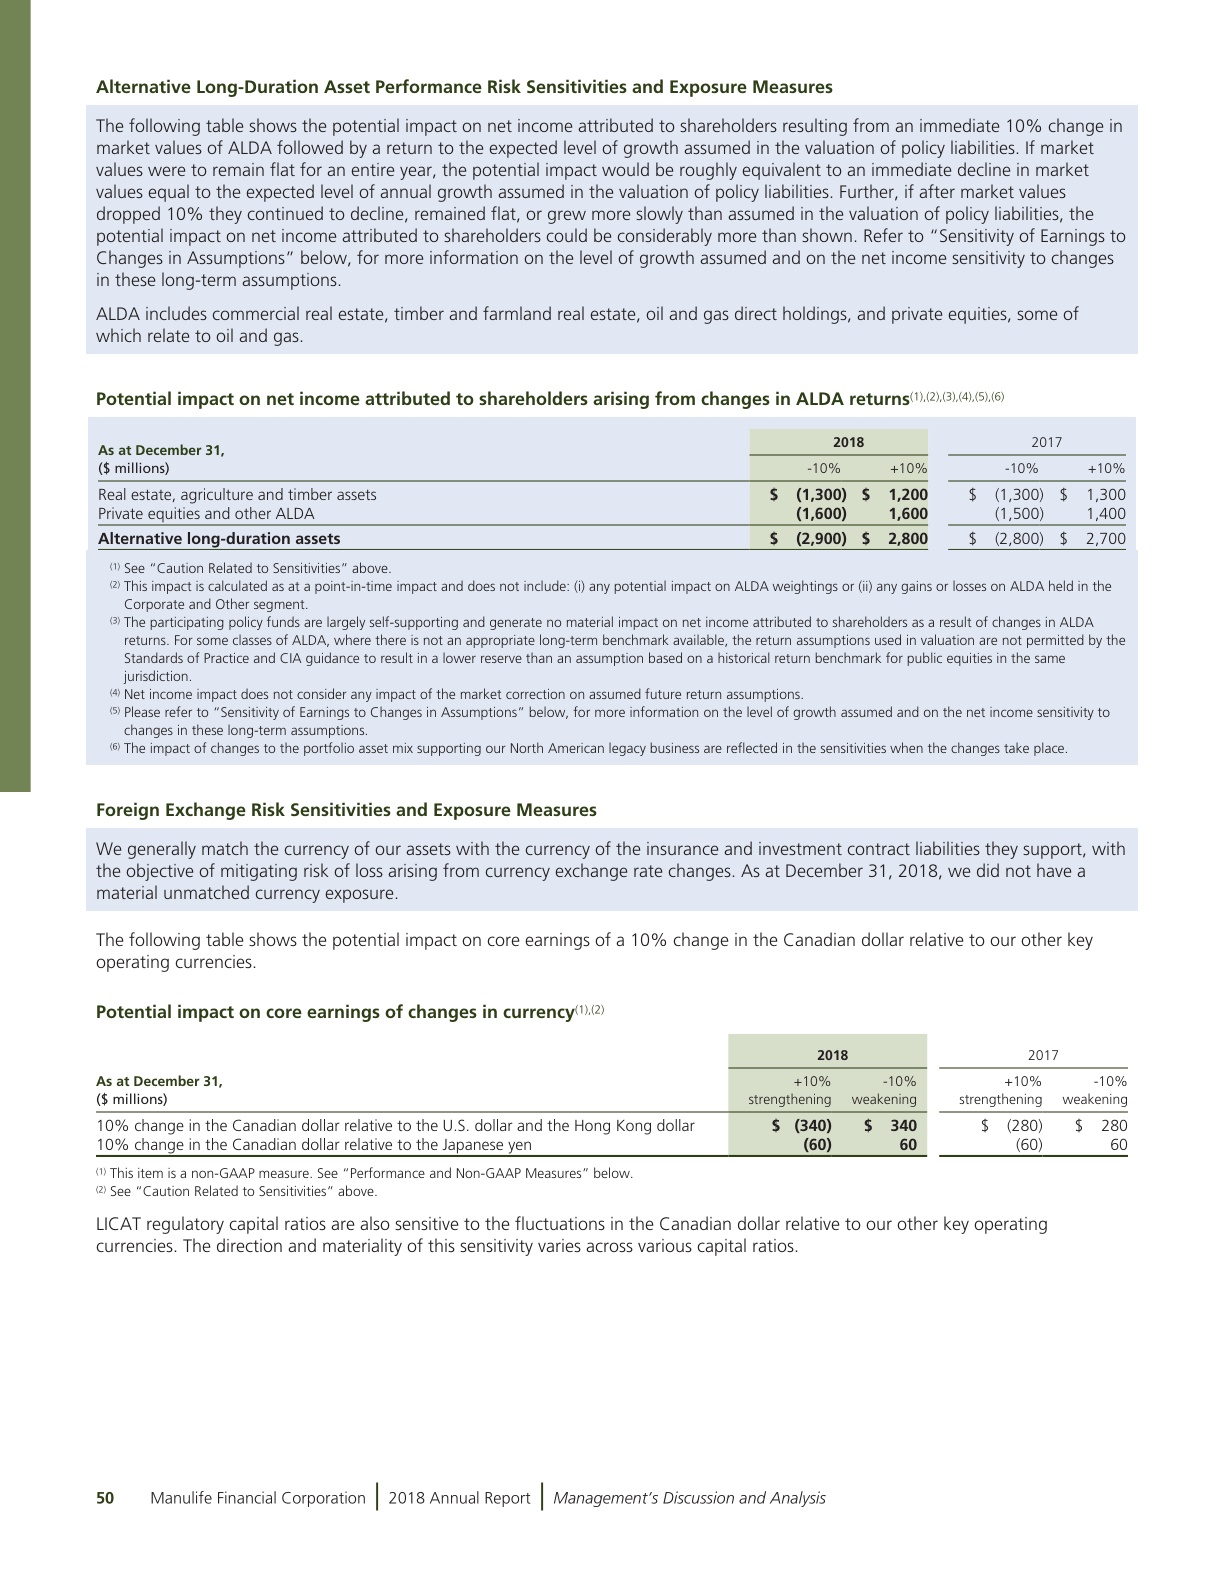 Alternative Long-Duration Asset Performance Risk Sensitivities and Exposure Measures
The following table shows the potential impact on net income attributed to shareholders resulting from an immediate 10% change in
market values of ALDA followed by a return to the expected level of growth assumed in the valuation of policy liabilities. If market
values were to remain flat for an entire year, the potential impact would be roughly equivalent to an immediate decline in market
values equal to the expected level of annual growth assumed in the valuation of policy liabilities. Further, if after market values
dropped 10% they continued to decline, remained flat, or grew more slowly than assumed in the valuation of policy liabilities, the
potential impact on net income attributed to shareholders could be considerably more than shown. Refer to “Sensitivity of Earnings to
Changes in Assumptions” below, for more information on the level of growth assumed and on the net income sensitivity to changes
in these long-term assumptions.
ALDA includes commercial real estate, timber and farmland real estate, oil and gas direct holdings, and private equities, some of
which relate to oil and gas.
Potential impact on net income attributed to shareholders arising from changes in ALDA returns(1),(2),(3),(4),(5),(6)
2018 2017
As at December 31,
($ millions) -10% +10% -10% +10%
Real estate, agriculture and timber assets $ (1,300) $ 1,200 $ (1,300) $ 1,300
Private equities and other ALDA (1,600) 1,600 (1,500) 1,400
Alternative long-duration assets $ (2,900) $ 2,800 $ (2,800) $ 2,700
(1) See “Caution Related to Sensitivities” above.
(2) This impact is calculated as at a point-in-time impact and does not include: (i) any potential impact on ALDA weightings or (ii) any gains or losses on ALDA held in the
Corporate and Other segment.
(3) The participating policy funds are largely self-supporting and generate no material impact on net income attributed to shareholders as a result of changes in ALDA
returns. For some classes of ALDA, where there is not an appropriate long-term benchmark available, the return assumptions used in valuation are not permitted by the
Standards of Practice and CIA guidance to result in a lower reserve than an assumption based on a historical return benchmark for public equities in the same
jurisdiction.
(4) Net income impact does not consider any impact of the market correction on assumed future return assumptions.
(5) Please refer to “Sensitivity of Earnings to Changes in Assumptions” below, for more information on the level of growth assumed and on the net income sensitivity to
changes in these long-term assumptions.
(6) The impact of changes to the portfolio asset mix supporting our North American legacy business are reflected in the sensitivities when the changes take place.
Foreign Exchange Risk Sensitivities and Exposure Measures
We generally match the currency of our assets with the currency of the insurance and investment contract liabilities they support, with
the objective of mitigating risk of loss arising from currency exchange rate changes. As at December 31, 2018, we did not have a
material unmatched currency exposure.
The following table shows the potential impact on core earnings of a 10% change in the Canadian dollar relative to our other key
operating currencies.
Potential impact on core earnings of changes in currency(1),(2)
2018 2017
As at December 31, +10% -10% +10% -10%
($ millions) strengthening weakening strengthening weakening
10% change in the Canadian dollar relative to the U.S. dollar and the Hong Kong dollar $ (340) $ 340 $ (280) $ 280
10% change in the Canadian dollar relative to the Japanese yen (60) 60 (60) 60
(1) This item is a non-GAAP measure. See “Performance and Non-GAAP Measures” below.
(2) See “Caution Related to Sensitivities” above.
LICAT regulatory capital ratios are also sensitive to the fluctuations in the Canadian dollar relative to our other key operating
currencies. The direction and materiality of this sensitivity varies across various capital ratios.
50 Manulife Financial Corporation | 2018 Annual Report | Management’s Discussion and Analysis